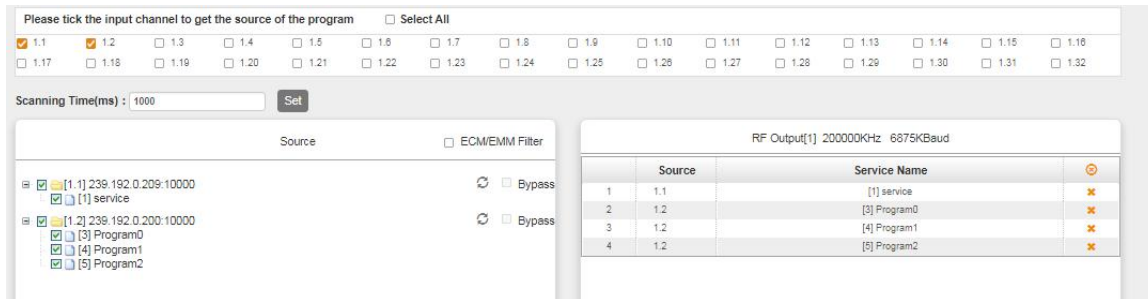 Please tick the input channel to get the source of the program Select All
1.1 1.2 1.3 1.4 1.5 1.6 1.7 1.8 1.9 1.10 1.11 1.12 1.13 1.14 1.15 1.16
1.17 1.18 1.19 1.20 1.21 1.22 1.23 1.24 1.25 1.26 1.27 1.28 1.29 1.30 1.31 1.32
Scanning Time(ms) : 1000 Set
Source ECM/EMM Filter
[1.1] 239.192.0.209:10000 Bypass
[1] service
[1.2] 239.192.0.200:10000 Bypass
[3] Program0
[4] Program1
[5] Program2
RF Output[1] 200000KHz 6875KBaud
Source Service Name
1 1.1 [1] service
2 1.2 [3] Program0
3 1.2 [4] Program1
4 1.2 [5] Program2